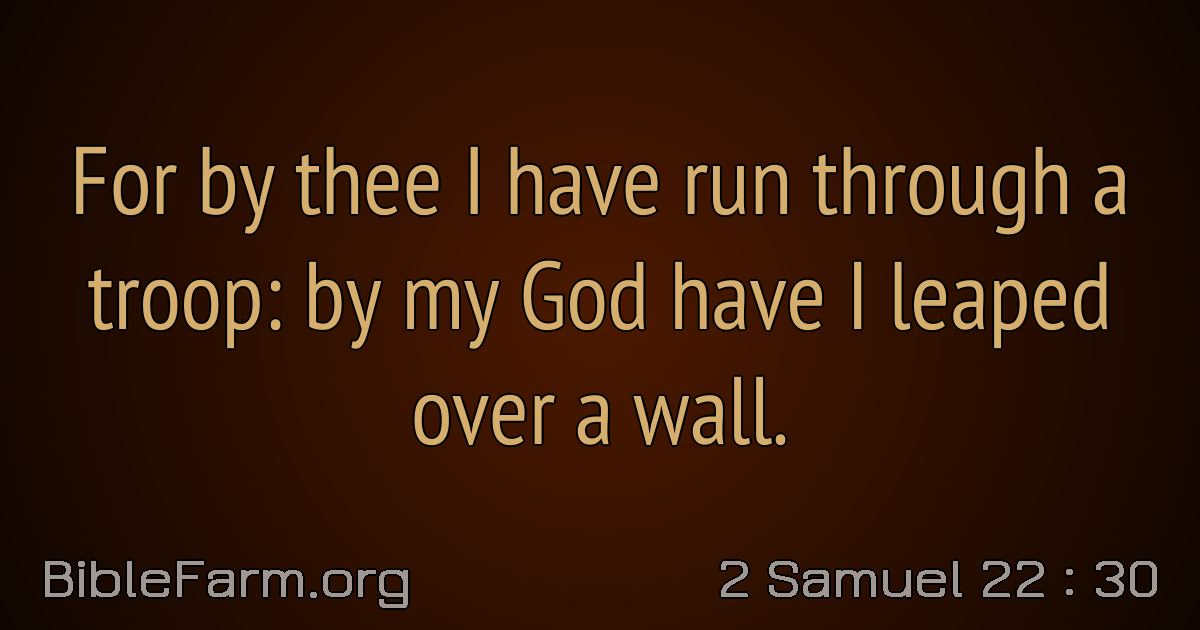 For by thee I have run through a
troop: by my God have I leaped
over a wall.
BibleFarm.org
2 Samuel 22 : 30